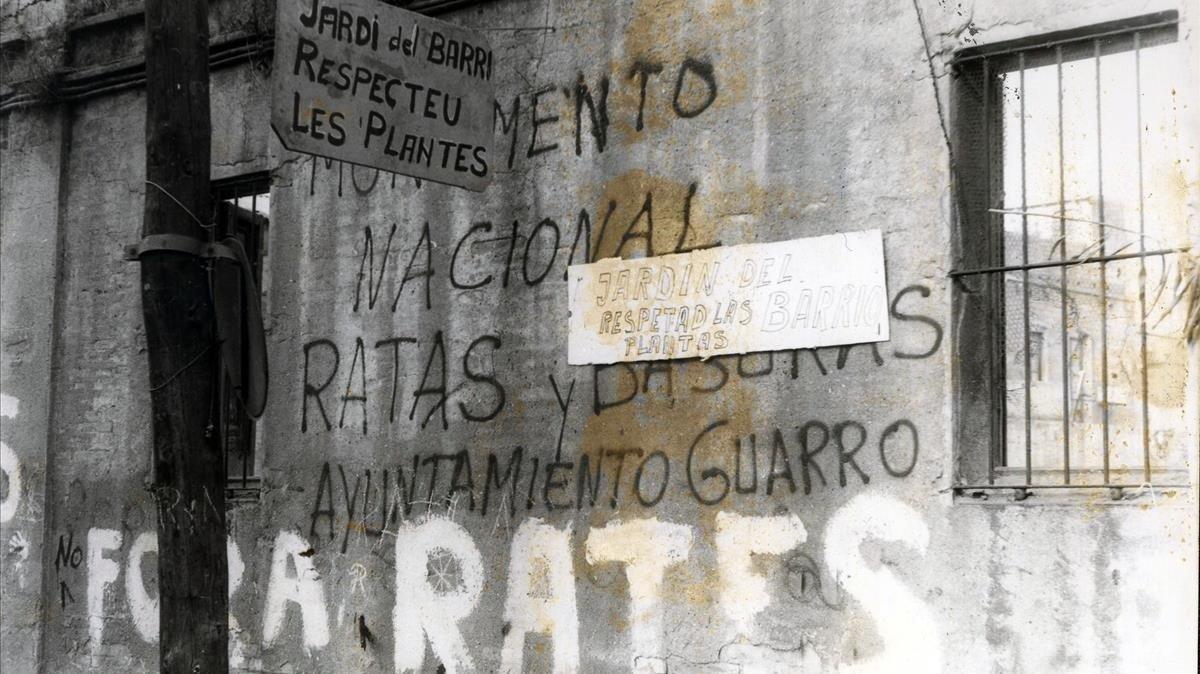 JARDI del BARRI
RESPECTEU
LES PLANTES
MONUMENTO
NACIONAL
JARDIN DEL
RESPETAD LAS BARRIO
PLANTAS
RATAS y BASURAS
AYUNTAMIENTO GUARRO
No
FORA RATES